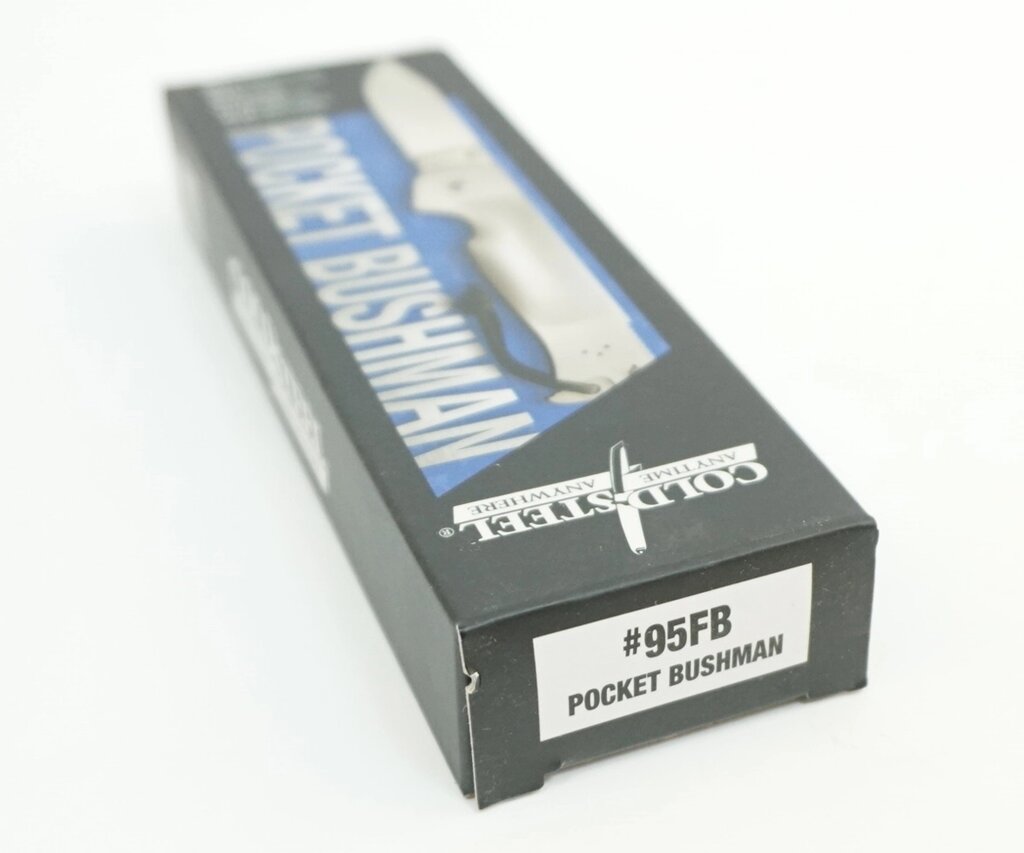 POCKET BUSHMAN
COLD STEEL
ANYTIME ANYWHERE
®
#95FB
POCKET BUSHMAN